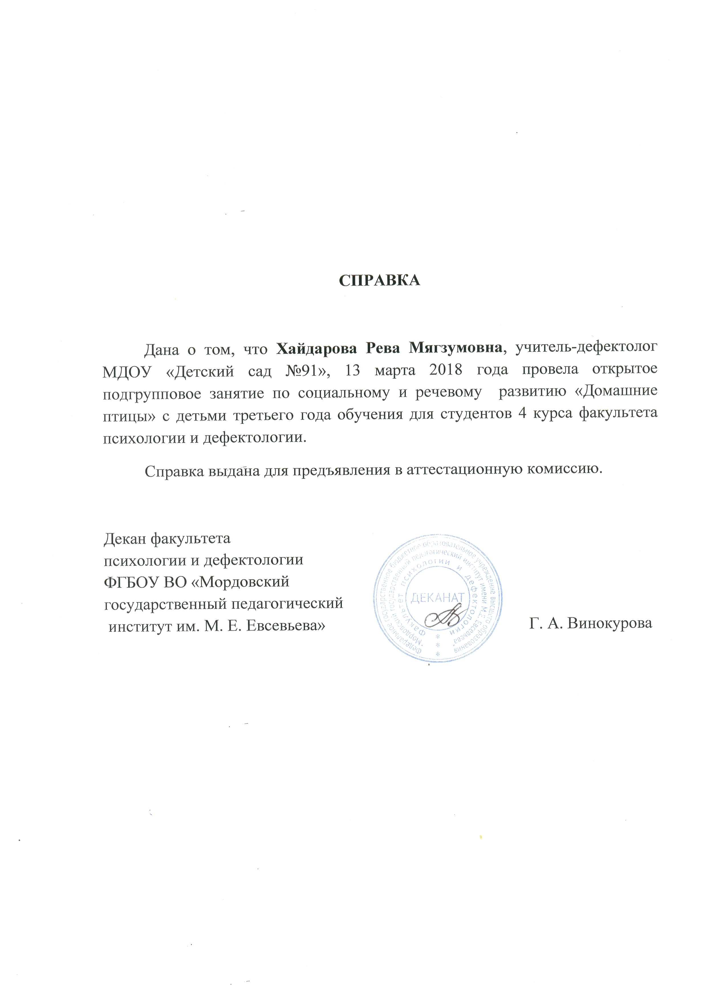 СПРАВКА
Дана о том, что Хайдарова Рева Мягзумовна, учитель-дефектолог
МДОУ «Детский сад №91», 13 марта 2018 года провела открытое
подгрупповое занятие по социальному и речевому развитию «Домашние
птицы» с детьми третьего года обучения для студентов 4 курса факультета
психологии и дефектологии.
Справка выдана для предъявления в аттестационную комиссию.
Декан факультета
психологии и дефектологии
ФГБОУ ВО «Мордовский
государственный педагогический
институт им. М. Е. Евсевьева»
Г. А. Винокурова
Федеральное государственное бюджетное образовательное учреждение высшего образования
"Мордовский государственный педагогический институт имени М.Е. Евсевьева"
Факультет психологии и дефектологии
ДЕКАНАТ
* * *